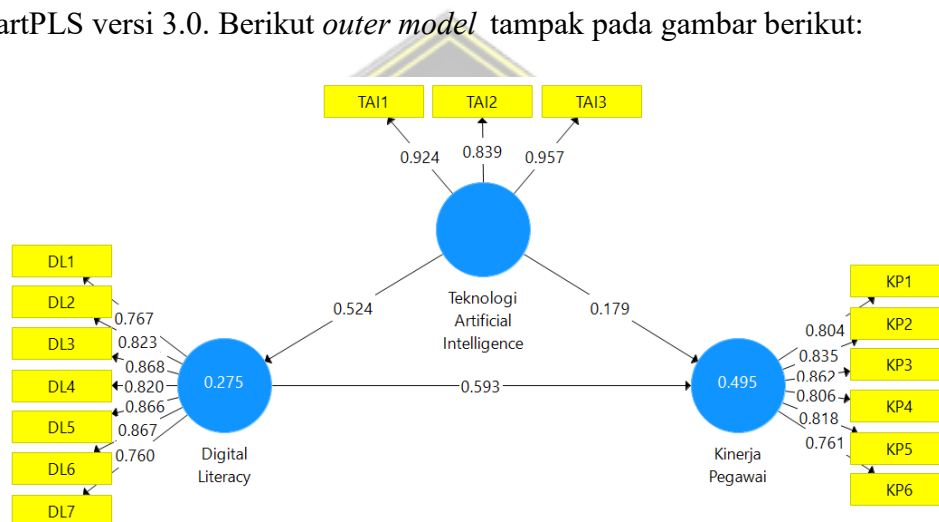 artPLS versi 3.0. Berikut outer model tampak pada gambar berikut:
TAI1 TAI2 TAI3
0.924 0.839 0.957
Teknologi
Artificial
Intelligence
0.524
0.179
DL1
DL2
DL3
DL4
DL5
DL6
DL7
0.767
0.823
0.868
0.820
0.866
0.867
0.760
0.275
Digital
Literacy
0.593
0.495
Kinerja
Pegawai
0.804
0.835
0.862
0.806
0.818
0.761
KP1
KP2
KP3
KP4
KP5
KP6